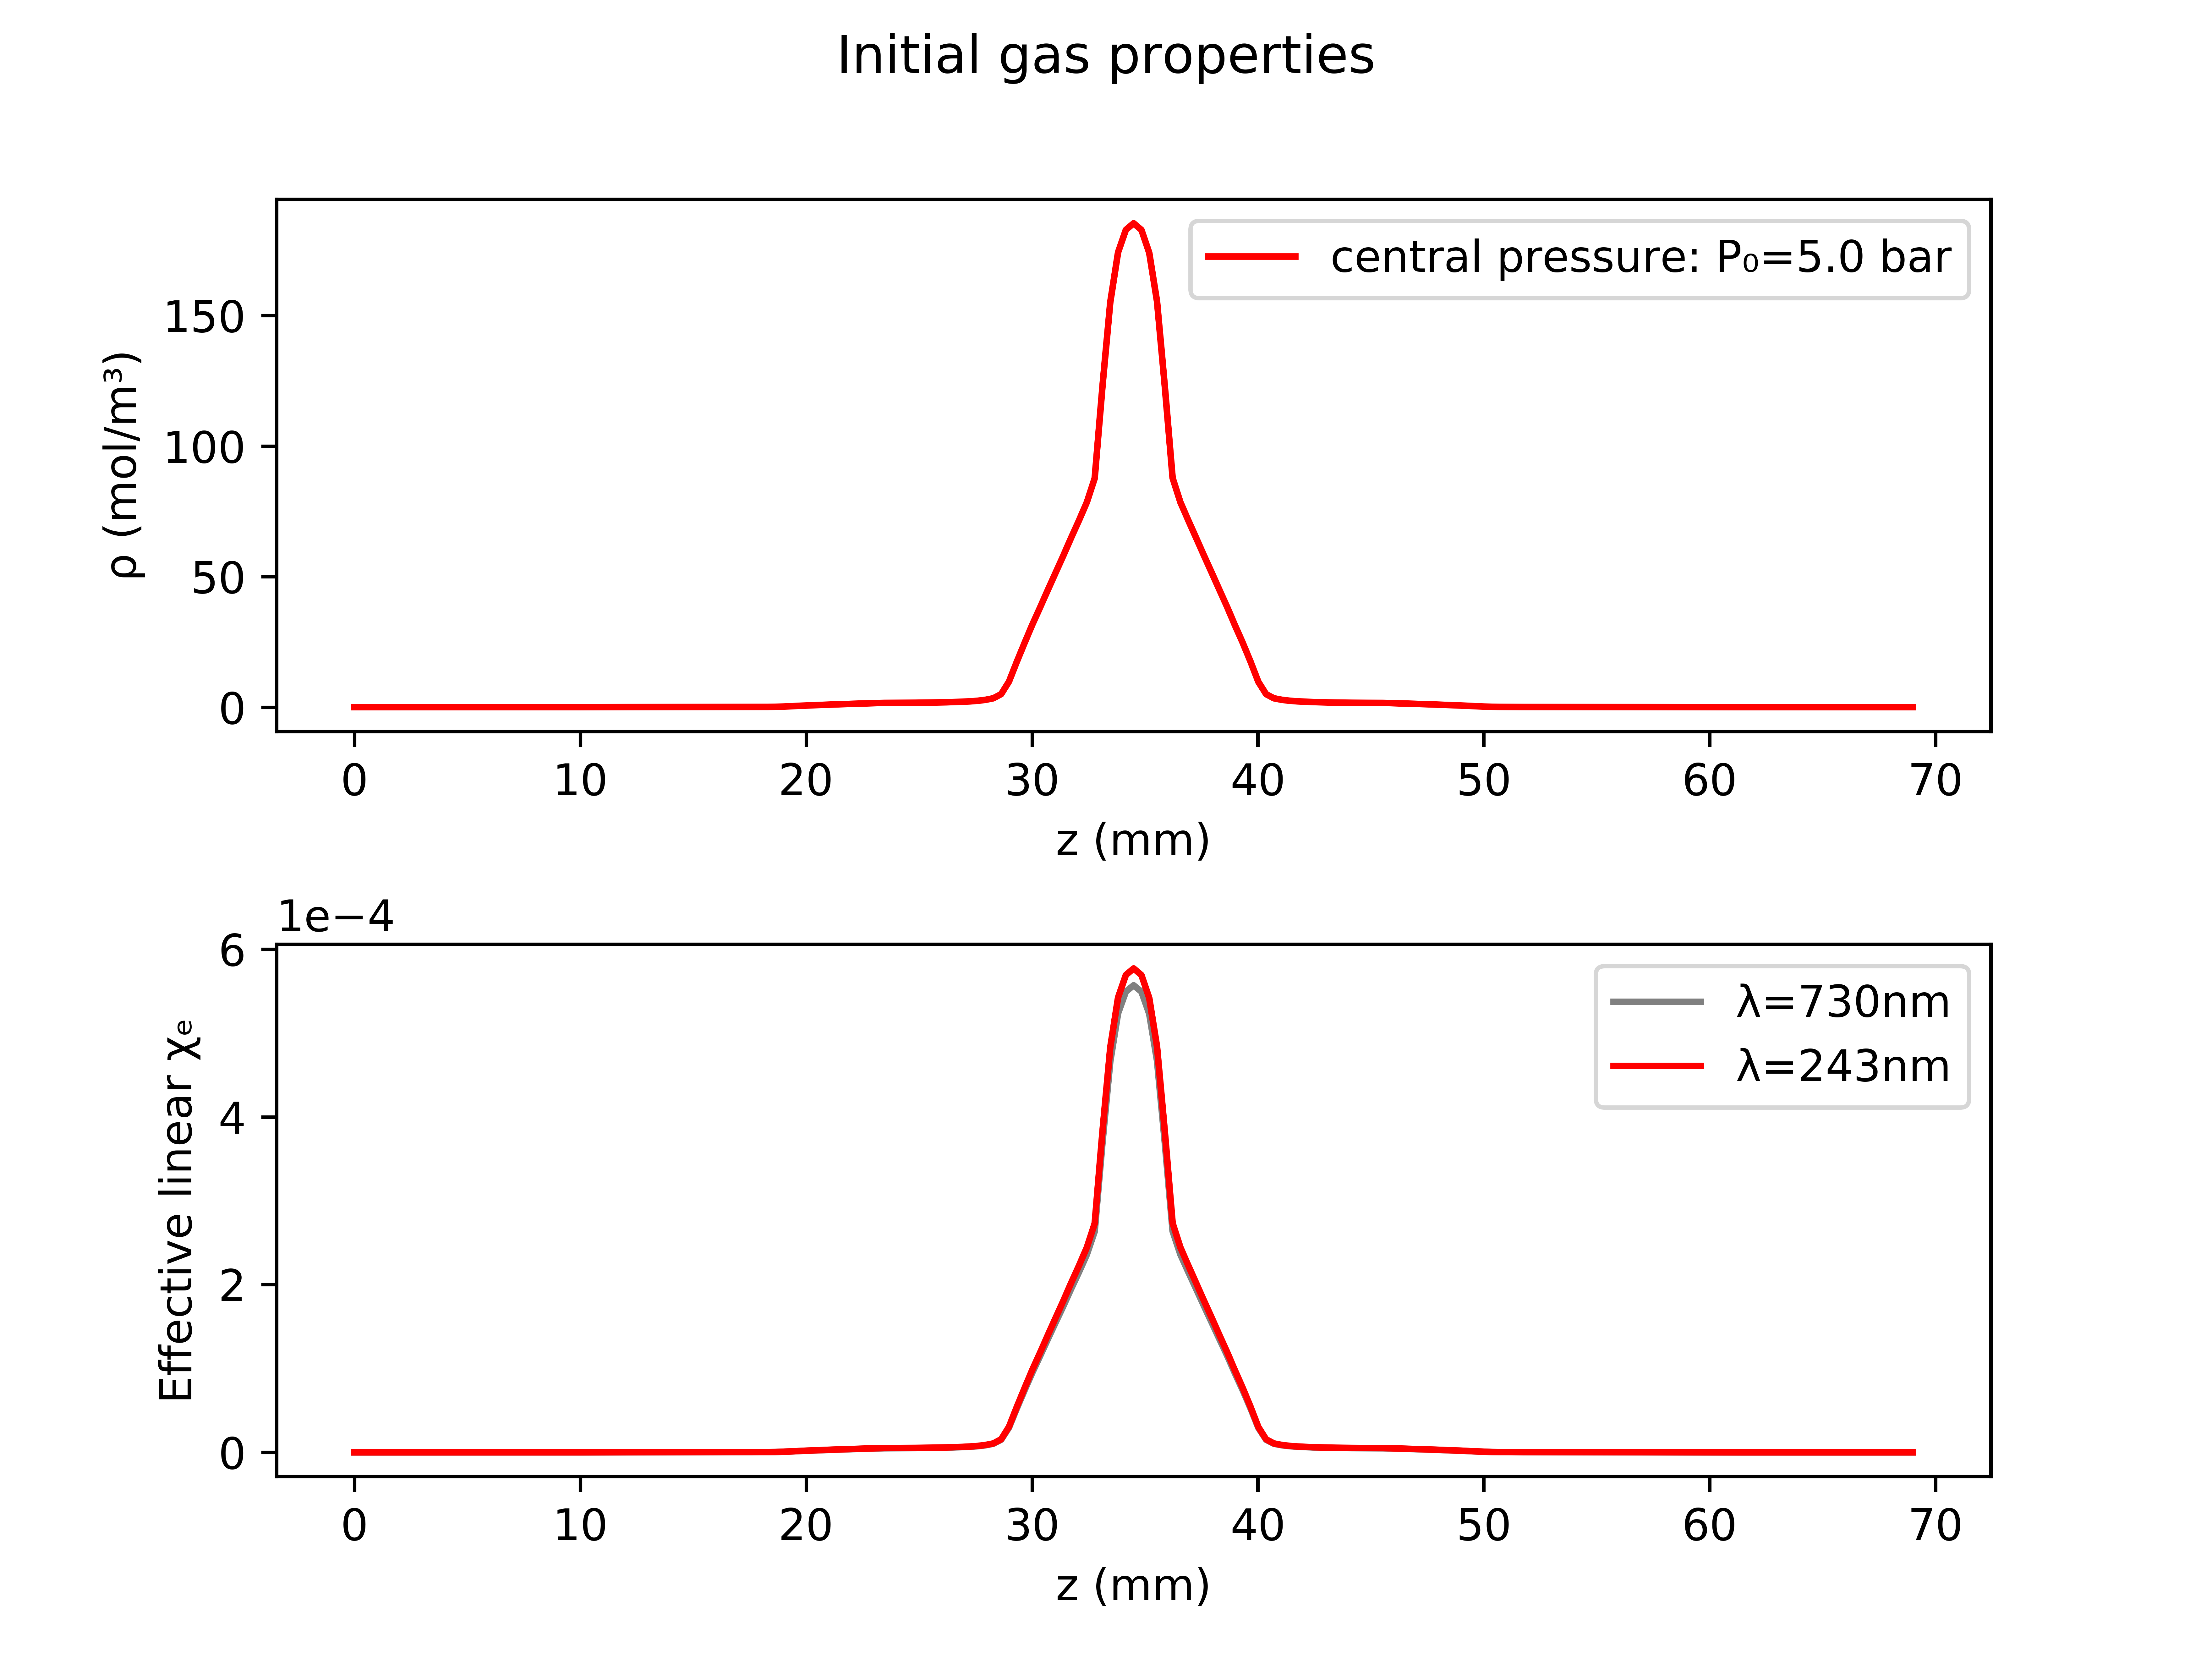 Initial gas properties
central pressure: P₀=5.0 bar
ρ (mol/m³)
150
100
50
0
0 10 20 30 40 50 60 70
z (mm)
1e−4
λ=730nm
λ=243nm
Effective linear χₑ
6
4
2
0
0 10 20 30 40 50 60 70
z (mm)